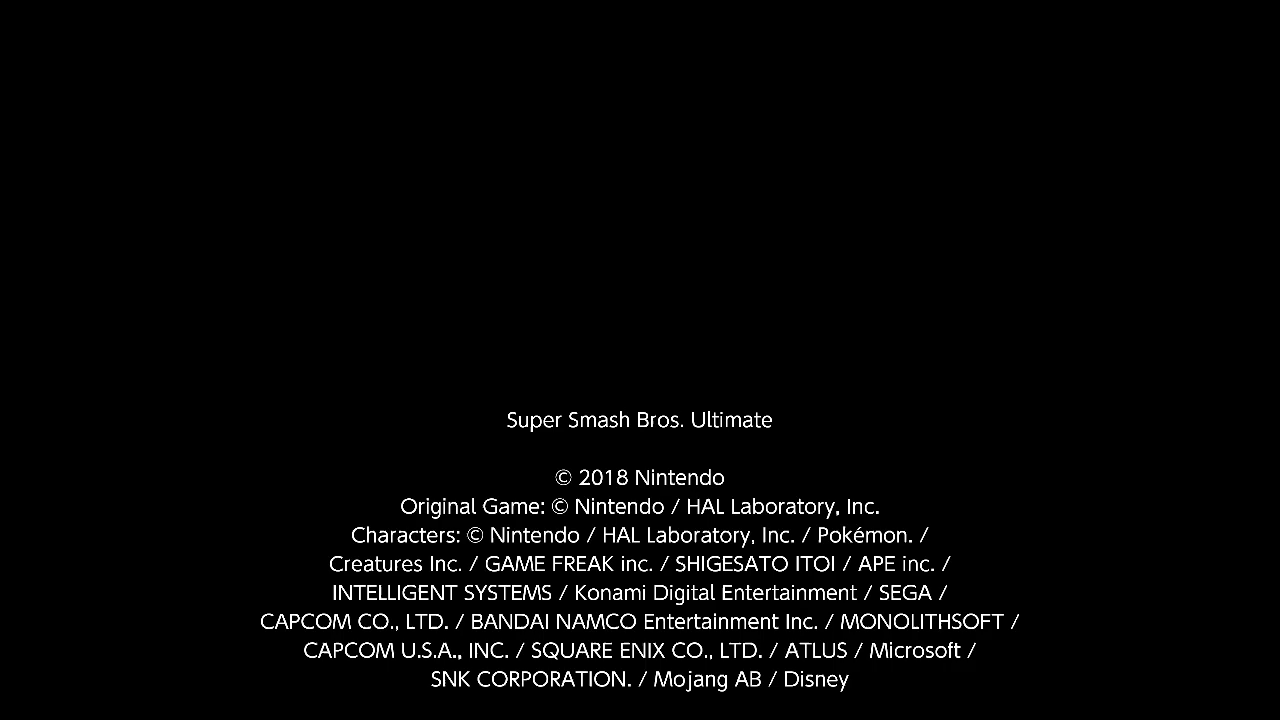 Super Smash Bros. Ultimate
© 2018 Nintendo
Original Game: © Nintendo / HAL Laboratory, Inc.
Characters: © Nintendo / HAL Laboratory, Inc. / Pokémon. /
Creatures Inc. / GAME FREAK inc. / SHIGESATO ITOI / APE inc. /
INTELLIGENT SYSTEMS / Konami Digital Entertainment / SEGA /
CAPCOM CO., LTD. / BANDAI NAMCO Entertainment Inc. / MONOLITHSOFT /
CAPCOM U.S.A., INC. / SQUARE ENIX CO., LTD. / ATLUS / Microsoft /
SNK CORPORATION. / Mojang AB / Disney